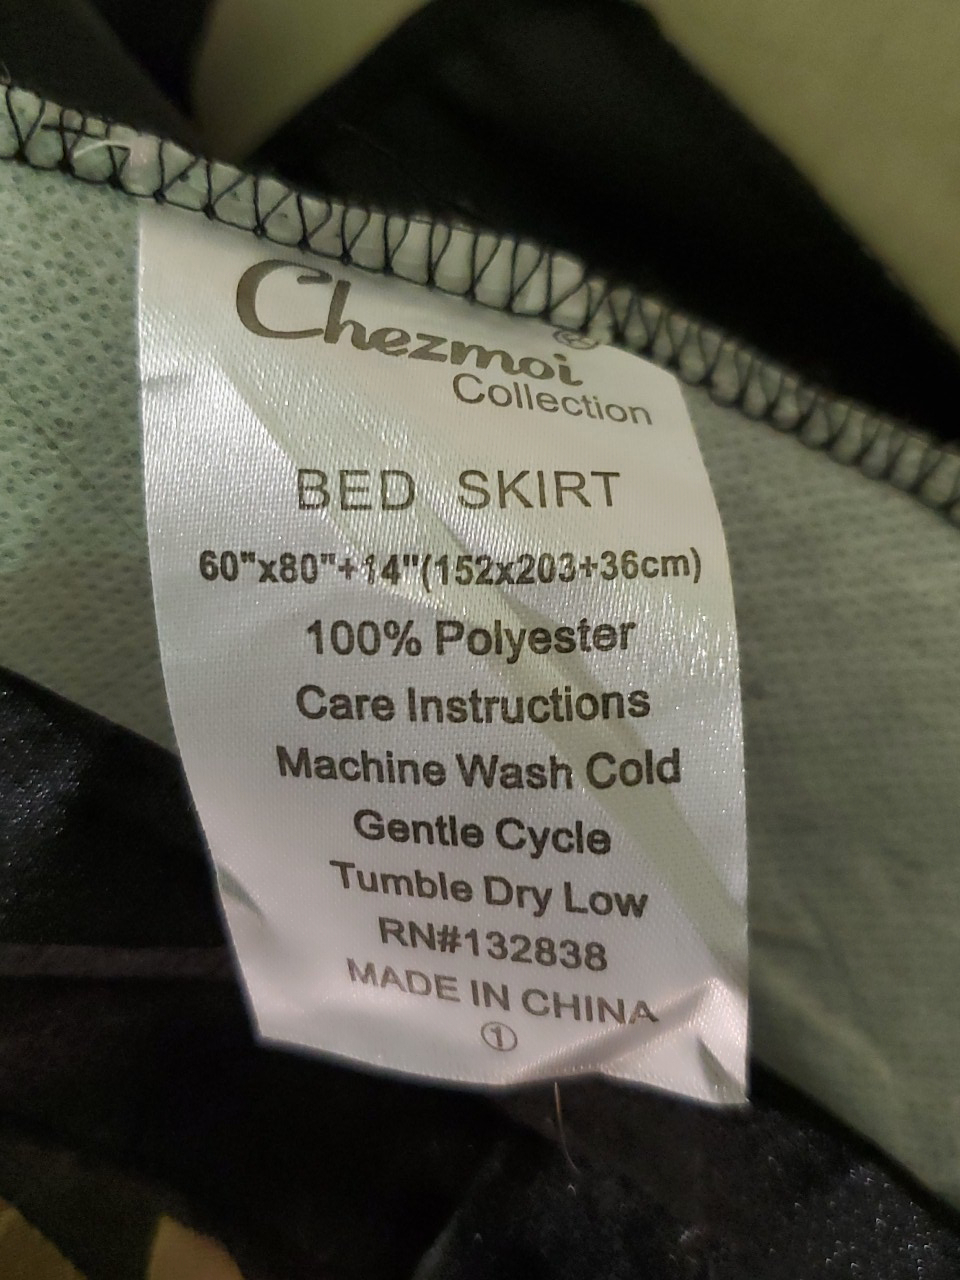 Chezmoi®
Collection
BED SKIRT
60"x80"+14"(152x203+36cm)
100% Polyester
Care Instructions
Machine Wash Cold
Gentle Cycle
Tumble Dry Low
RN#132838
MADE IN CHINA
①